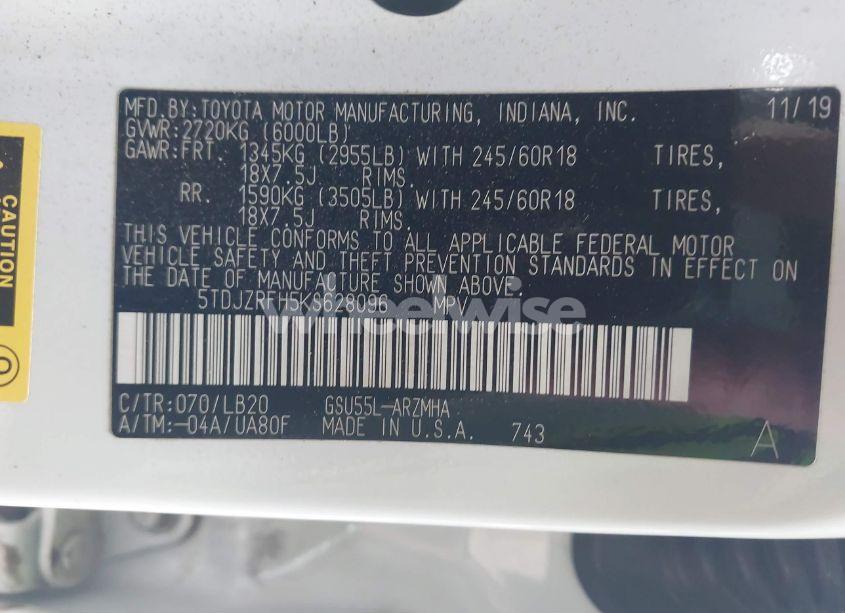 MFD.BY:TOYOTA MOTOR MANUFACTURING, INDIANA, INC. 11/19
GVWR:2720KG (6000LB)
GAWR:FRT. 1345KG (2955LB) WITH 245/60R18 TIRES,
18X7.5J RIMS.
RR. 1590KG (3505LB) WITH 245/60R18 TIRES,
18X7.5J RIMS.
THIS VEHICLE CONFORMS TO ALL APPLICABLE FEDERAL MOTOR
VEHICLE SAFETY AND THEFT PREVENTION STANDARDS IN EFFECT ON
THE DATE OF MANUFACTURE SHOWN ABOVE.
5TDJZRFH5KS628096 MPV
wheelwise
C/TR:070/LB20 GSU55L-ARZMHA
A/TM:-04A/UA80F MADE IN U.S.A. 743
A
CAUTION